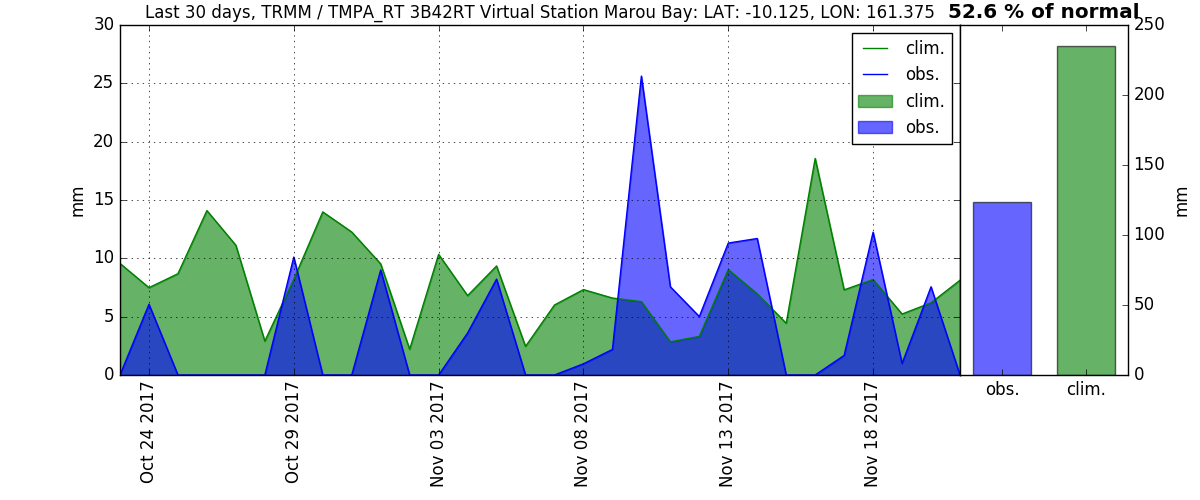 Last 30 days, TRMM / TMPA_RT 3B42RT Virtual Station Marou Bay: LAT: -10.125, LON: 161.375
52.6 % of normal
30
25
20
15
10
5
0
mm
clim.
obs.
clim.
obs.
Oct 24 2017
Oct 29 2017
Nov 03 2017
Nov 08 2017
Nov 13 2017
Nov 18 2017
250
200
150
100
50
0
mm
obs.
clim.